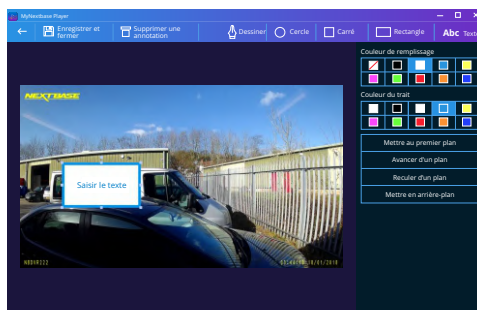 MyNextbase Player
Enregistrer et fermer
Supprimer une annotation
Dessiner
Cercle
Carré
Rectangle
Abc Texte
Couleur de remplissage
NEXTBASE
Couleur du trait
Mettre au premier plan
Avancer d'un plan
Saisir le texte
Reculer d'un plan
Mettre en arrière-plan